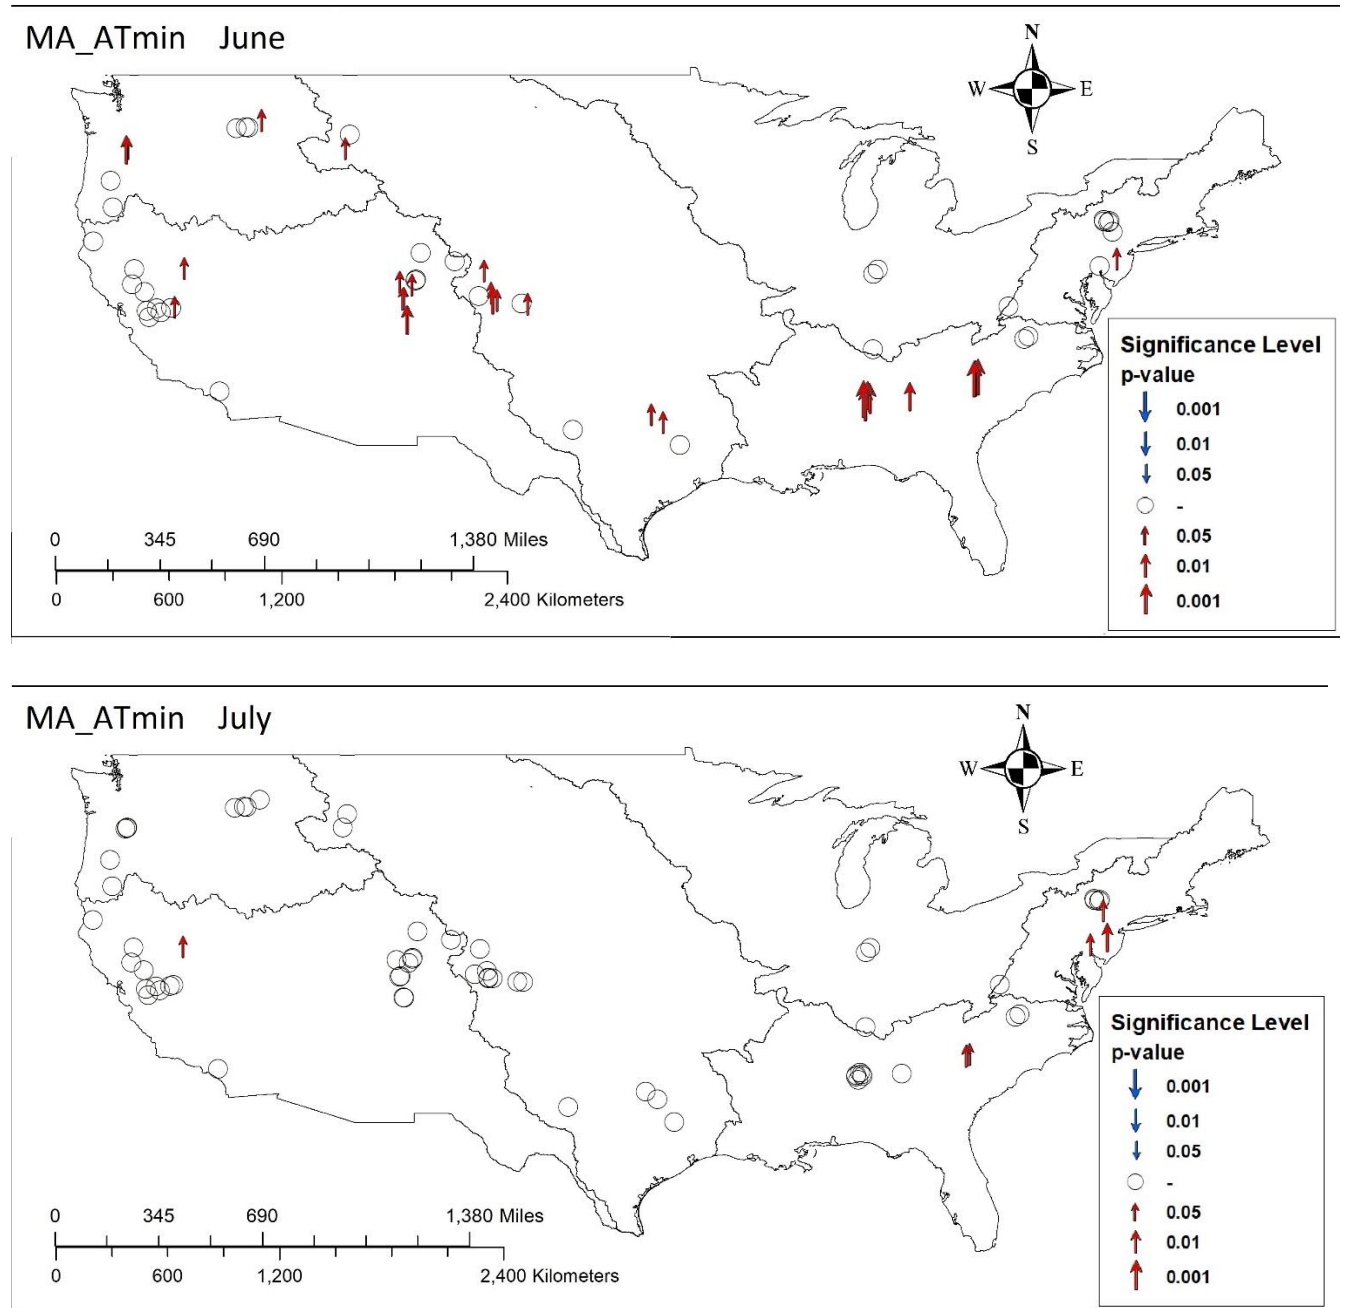 MA_ATmin June
N
W E
S
Significance Level
p-value
0.001
0.01
0.05
-
0.05
0.01
0.001
0 345 690 1,380 Miles
0 600 1,200 2,400 Kilometers
MA_ATmin July
N
W E
S
Significance Level
p-value
0.001
0.01
0.05
-
0.05
0.01
0.001
0 345 690 1,380 Miles
0 600 1,200 2,400 Kilometers